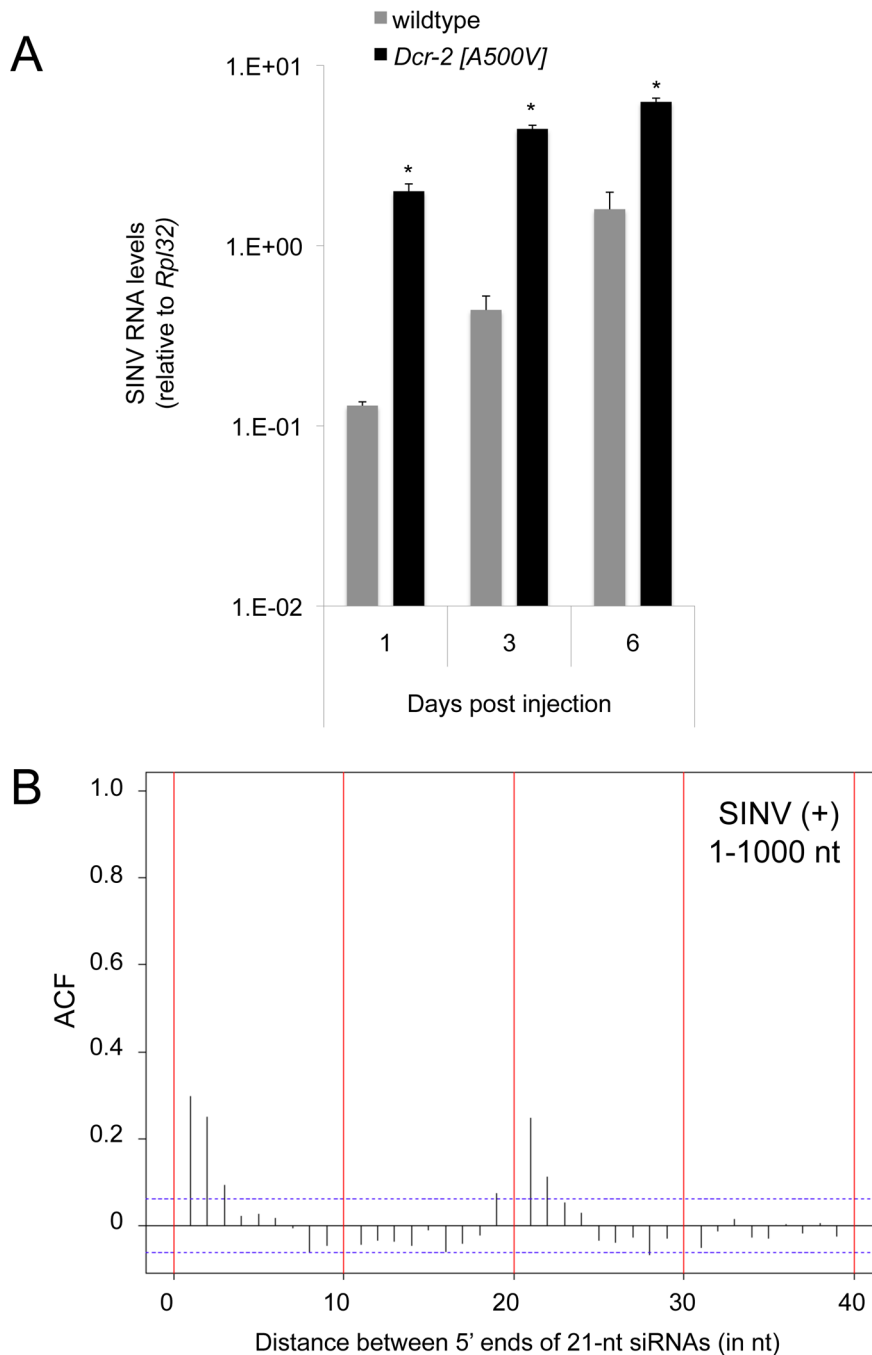 A
wildtype
Dcr-2 [A500V]
SINV RNA levels
(relative to Rpl32)
1.E+01
1.E+00
1.E-01
1.E-02
*
*
*
1
3
6
Days post injection
B
SINV (+)
1-1000 nt
ACF
1.0
0.8
0.6
0.4
0.2
0
0
10
20
30
40
Distance between 5' ends of 21-nt siRNAs (in nt)